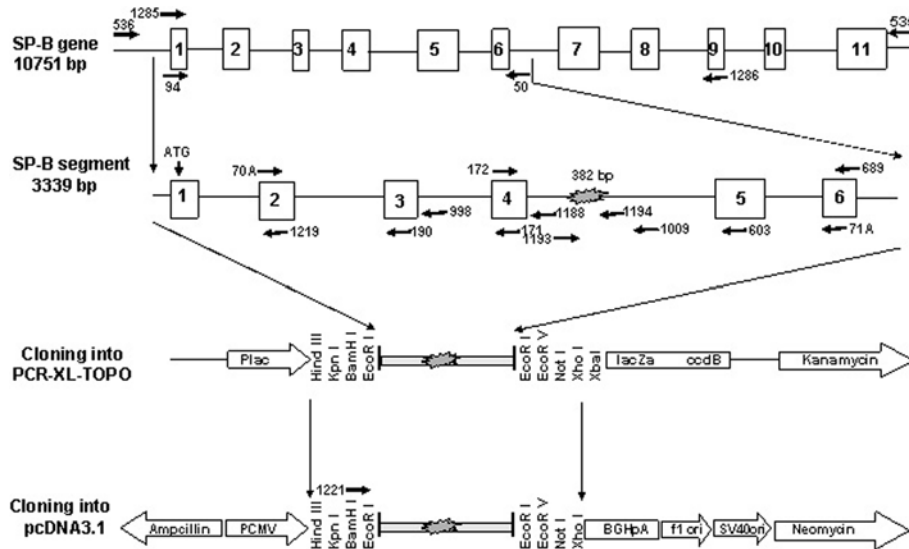 536
1285
SP-B gene
10751 bp
1
2
3
4
5
6
7
8
9
10
11
94
50
1286
ATG
SP-B segment
3339 bp
70A
172
382 bp
689
1
2
3
4
5
6
998
1188
1194
1219
190
171
1193
1009
603
71A
Cloning into
PCR-XL-TOPO
Plac
Hind III
Kpn I
BamH I
EcoR I
EcoR I
EcoR V
Not I
Xho I
XbaI
lacZa ccdB
Kanamycin
Cloning into
pcDNA3.1
Ampcillin
PCMV
Hind III
Kpn I
BamH I
EcoR I
1221
EcoR I
EcoR V
Not I
Xho I
BGHpA
f1 ori
SV40ori
Neomycin